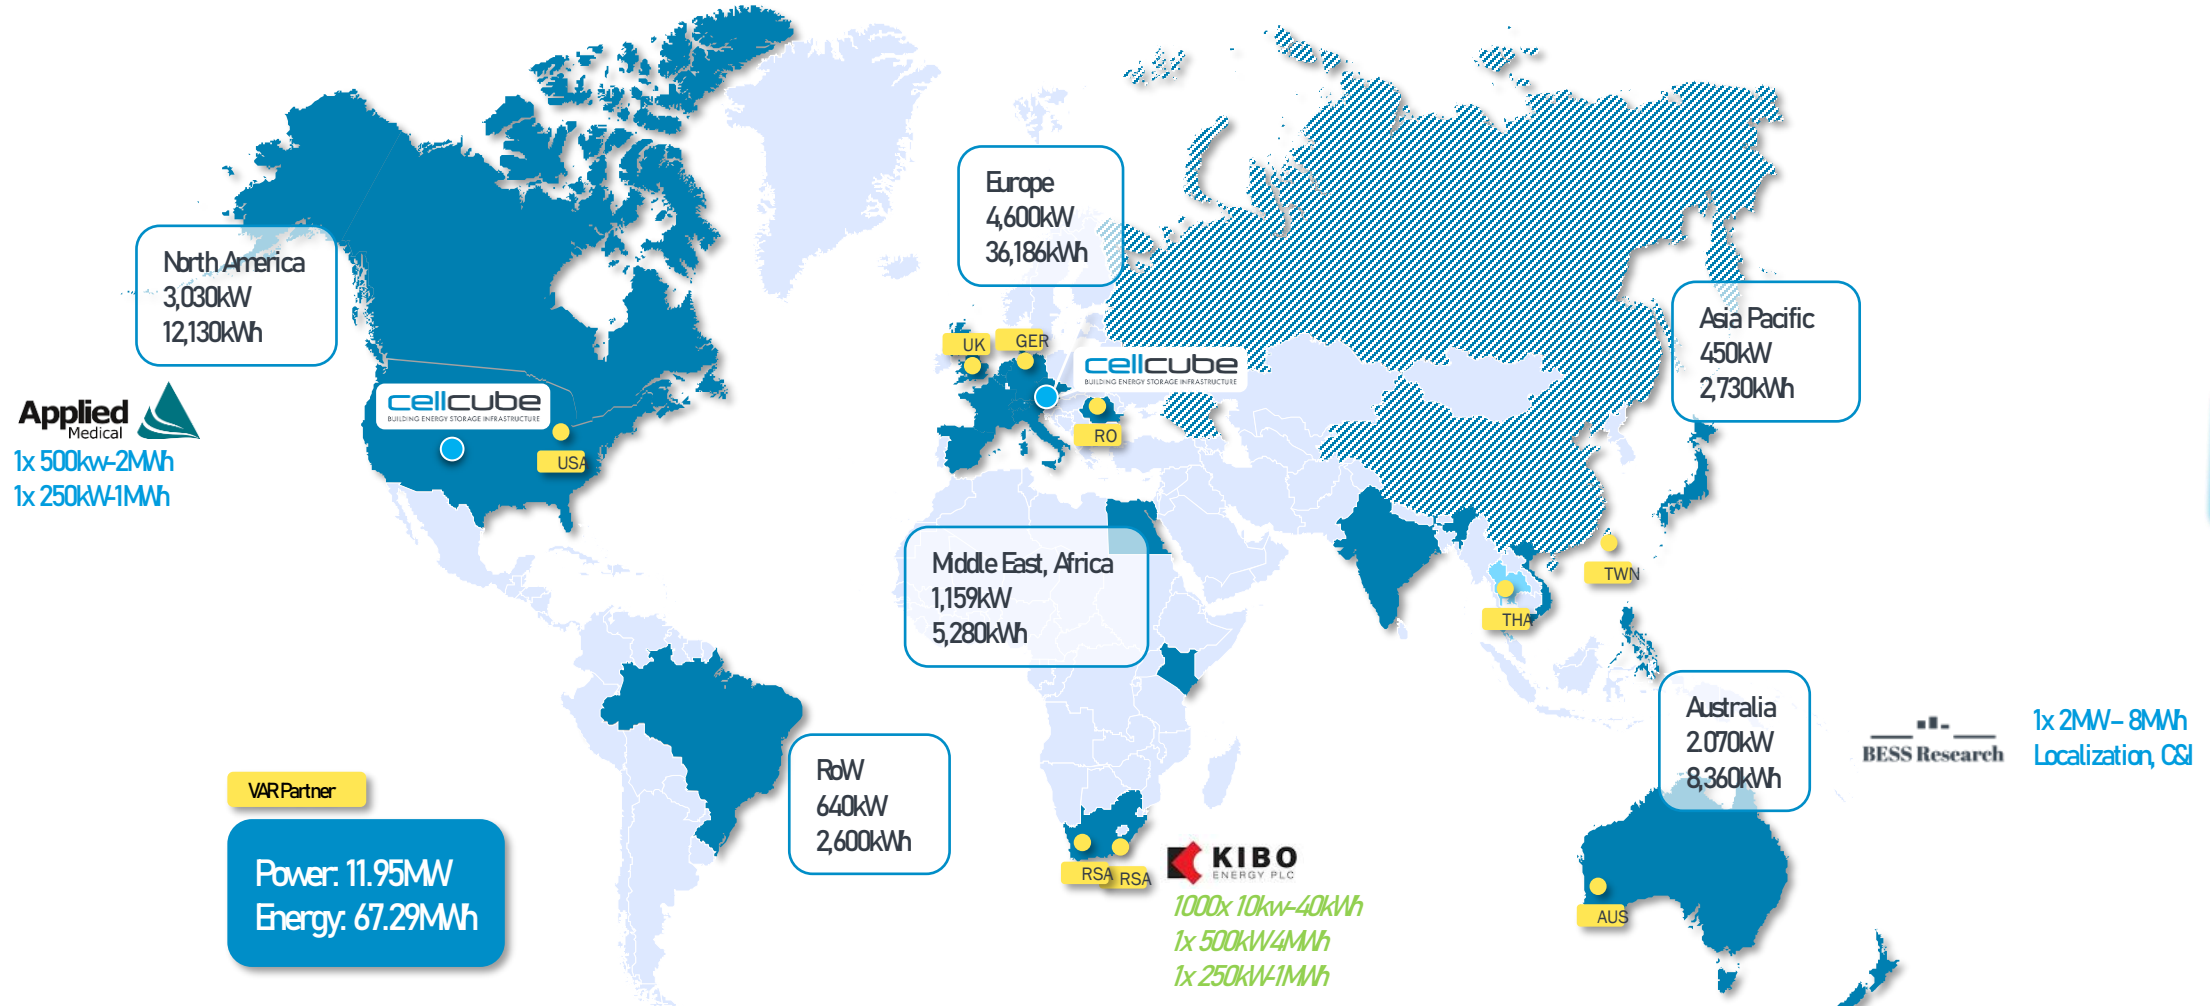 North America
3,030kW
12,130kWh
Applied
Medical
1x 500kw-2MWh
1x 250kW-1MWh
cellcube
BUILDING ENERGY STORAGE INFRASTRUCTURE
USA
Europe
4,600kW
36,186kWh
UK
GER
cellcube
BUILDING ENERGY STORAGE INFRASTRUCTURE
RO
Asia Pacific
450kW
2,730kWh
Middle East, Africa
1,159kW
5,280kWh
TWN
THA
RoW
640kW
2,600kWh
Australia
2.070kW
8,360kWh
BESS Research
1x 2MW – 8MWh
Localization, C&I
VAR Partner
Power: 11.95MW
Energy: 67.29MWh
RSA
RSA
KIBO
ENERGY PLC
1000x 10kw-40kWh
1x 500kW4MWh
1x 250kW-1MWh
AUS